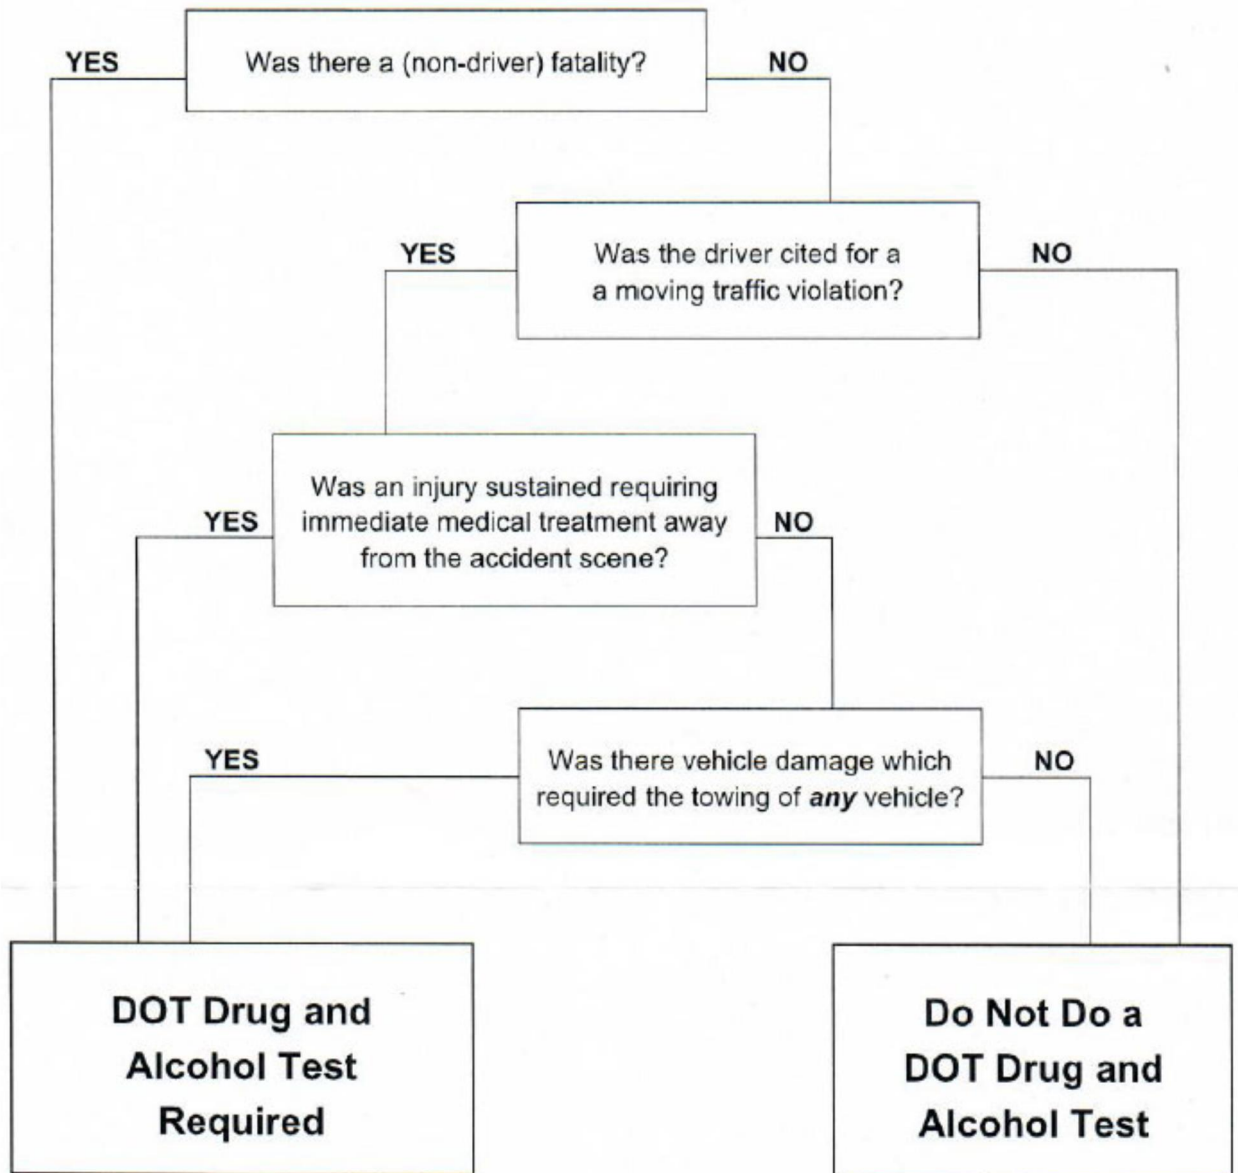 YES
Was there a (non-driver) fatality?
NO
YES
Was the driver cited for a
a moving traffic violation?
NO
YES
Was an injury sustained requiring
immediate medical treatment away
from the accident scene?
NO
YES
Was there vehicle damage which
required the towing of any vehicle?
NO
DOT Drug and
Alcohol Test
Required
Do Not Do a
DOT Drug and
Alcohol Test